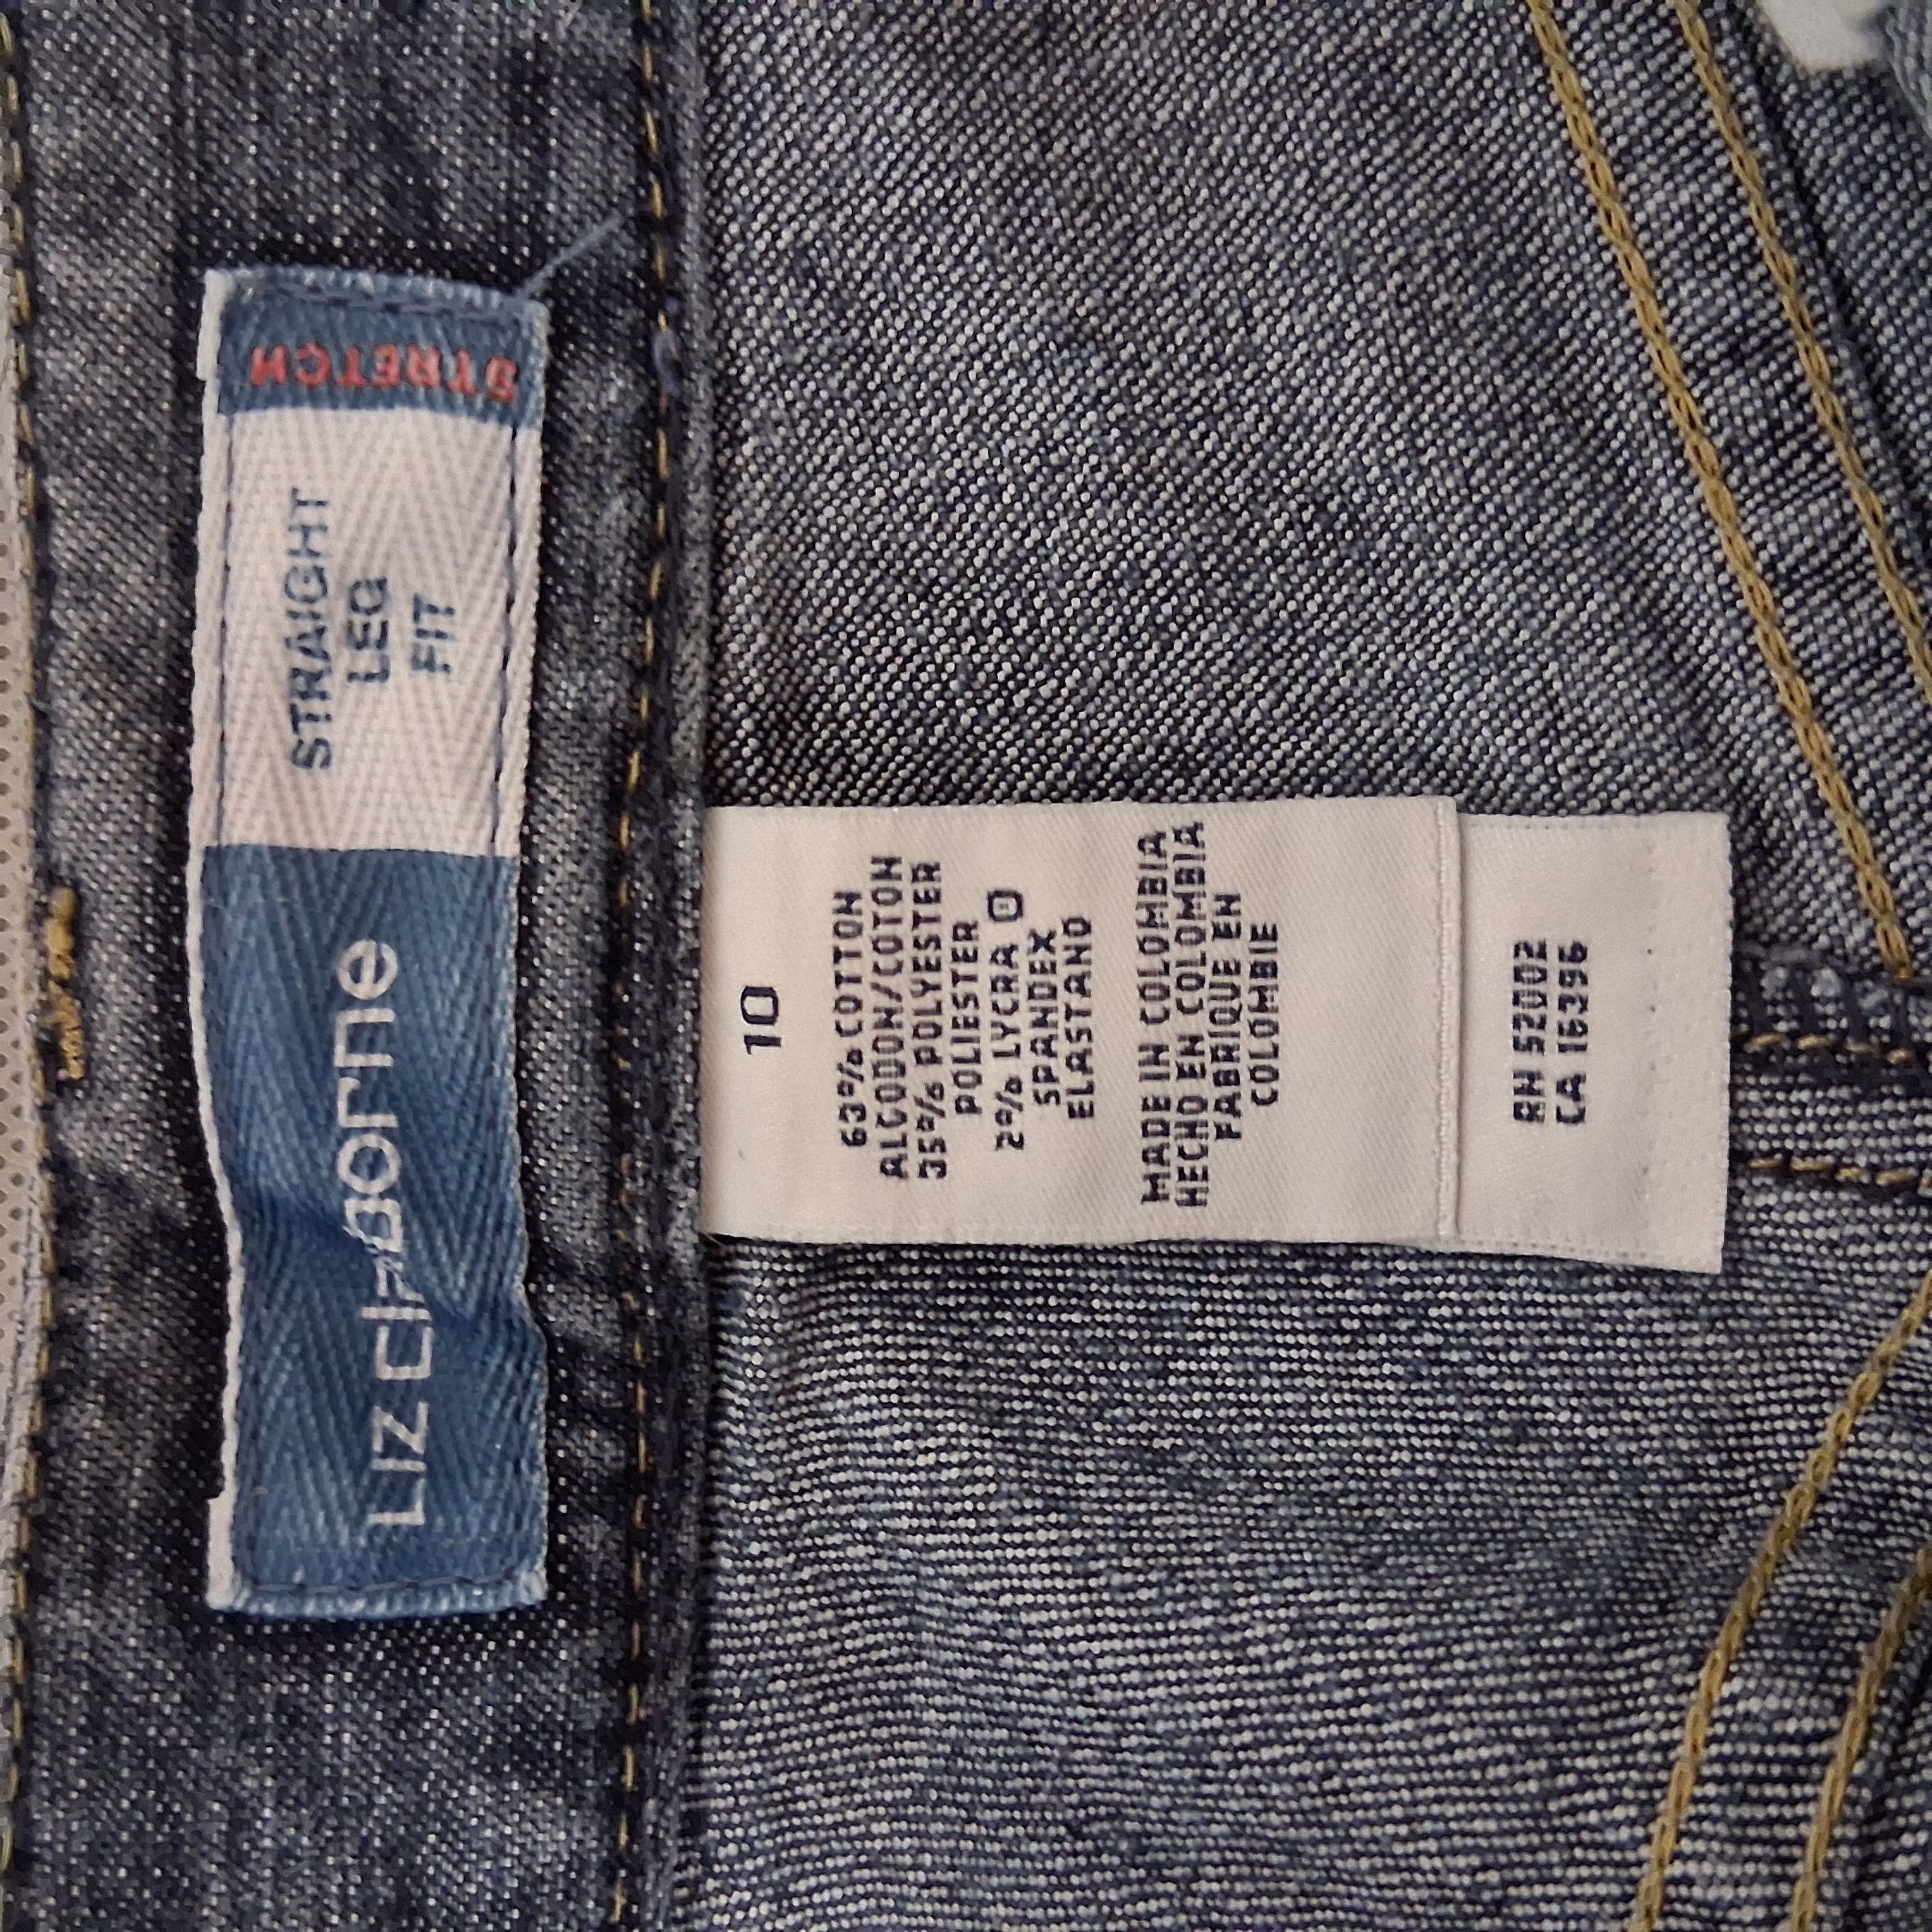 LIZ claiborne
STRAIGHT
LEG
FIT
STRETCH
10
63% COTTON
ALGODON/COTON
35% POLYESTER
POLIESTER
2% LYCRA ®
SPANDEX
ELASTANO
MADE IN COLOMBIA
HECHO EN COLOMBIA
FABRIQUE EN
COLOMBIE
RN 52002
CA 16396